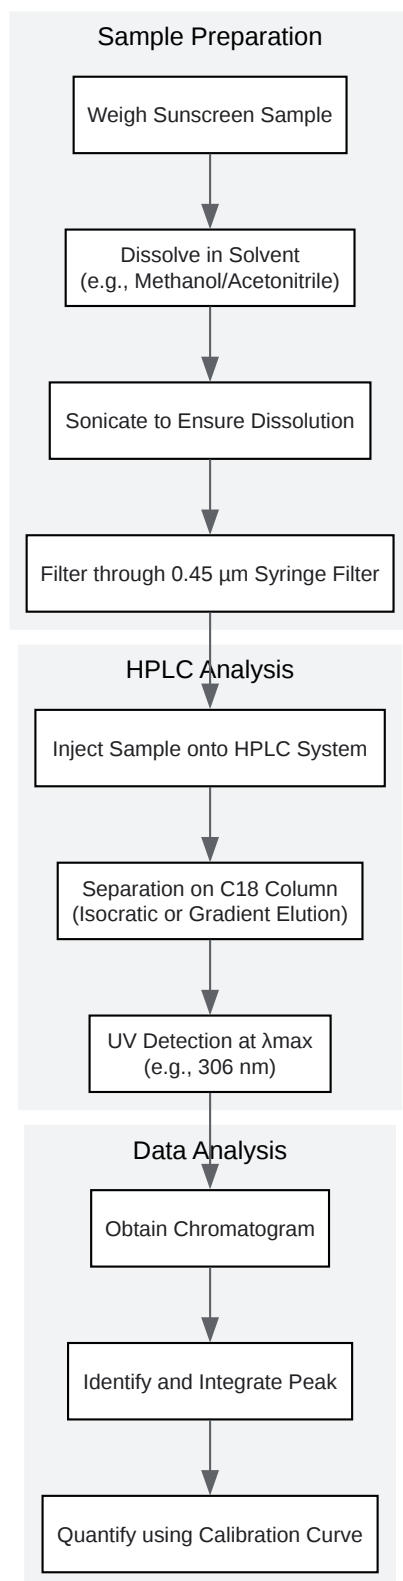 Sample Preparation
Weigh Sunscreen Sample
Dissolve in Solvent
(e.g., Methanol/Acetonitrile)
Sonicate to Ensure Dissolution
Filter through 0.45 µm Syringe Filter
HPLC Analysis
Inject Sample onto HPLC System
Separation on C18 Column
(Isocratic or Gradient Elution)
UV Detection at λmax
(e.g., 306 nm)
Data Analysis
Obtain Chromatogram
Identify and Integrate Peak
Quantify using Calibration Curve